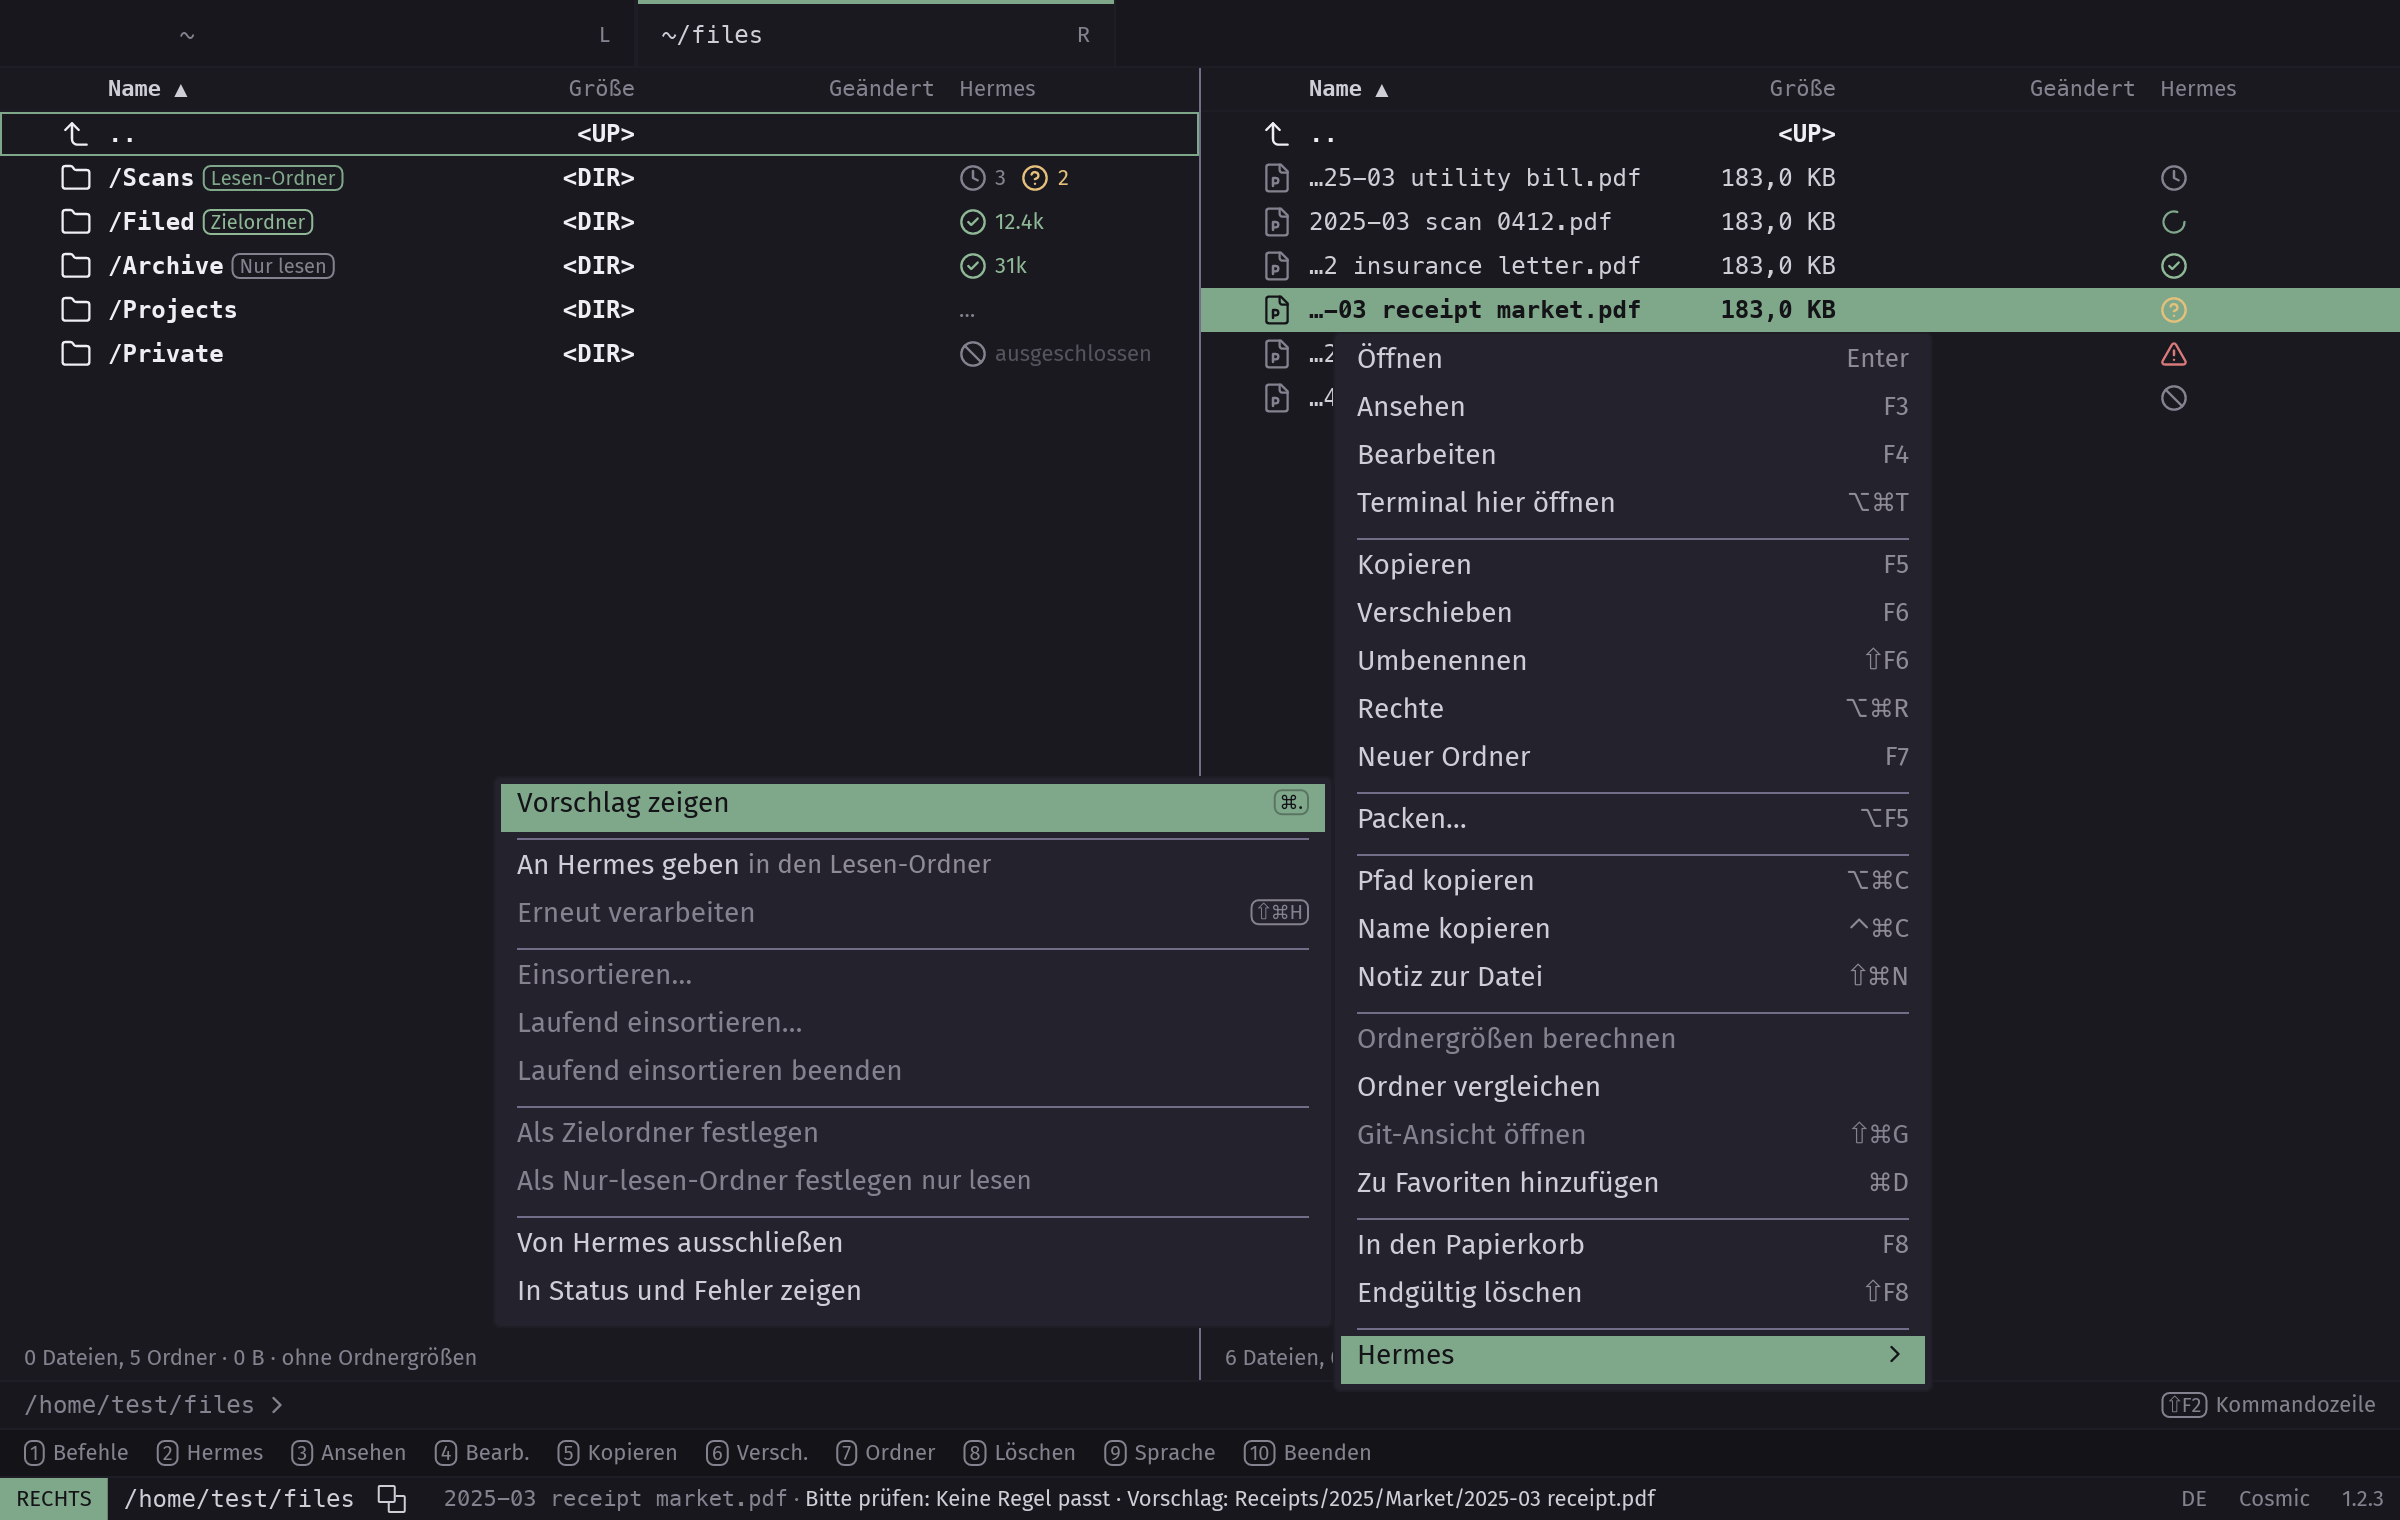 ~ L ~/files R
Name ▲ Größe Geändert Hermes
.. <UP>
/Scans Lesen-Ordner <DIR> 3 2
/Filed Zielordner <DIR> 12.4k
/Archive Nur lesen <DIR> 31k
/Projects <DIR> …
/Private <DIR> ausgeschlossen
Name ▲ Größe Geändert Hermes
.. <UP>
…25-03 utility bill.pdf 183,0 KB
2025-03 scan 0412.pdf 183,0 KB
…2 insurance letter.pdf 183,0 KB
…-03 receipt market.pdf 183,0 KB
…2
…4
Öffnen Enter
Ansehen F3
Bearbeiten F4
Terminal hier öffnen ⌥⌘T
Kopieren F5
Verschieben F6
Umbenennen ⇧F6
Rechte ⌥⌘R
Neuer Ordner F7
Packen… ⌥F5
Pfad kopieren ⌥⌘C
Name kopieren ^⌘C
Notiz zur Datei ⇧⌘N
Ordnergrößen berechnen
Ordner vergleichen
Git-Ansicht öffnen ⇧⌘G
Zu Favoriten hinzufügen ⌘D
In den Papierkorb F8
Endgültig löschen ⇧F8
Hermes >
Vorschlag zeigen ⌘.
An Hermes geben in den Lesen-Ordner
Erneut verarbeiten ⇧⌘H
Einsortieren…
Laufend einsortieren…
Laufend einsortieren beenden
Als Zielordner festlegen
Als Nur-lesen-Ordner festlegen nur lesen
Von Hermes ausschließen
In Status und Fehler zeigen
0 Dateien, 5 Ordner · 0 B · ohne Ordnergrößen
6 Dateien,
/home/test/files > ⇧F2 Kommandozeile
1 Befehle 2 Hermes 3 Ansehen 4 Bearb. 5 Kopieren 6 Versch. 7 Ordner 8 Löschen 9 Sprache 10 Beenden
RECHTS /home/test/files 2025-03 receipt market.pdf · Bitte prüfen: Keine Regel passt · Vorschlag: Receipts/2025/Market/2025-03 receipt.pdf DE Cosmic 1.2.3